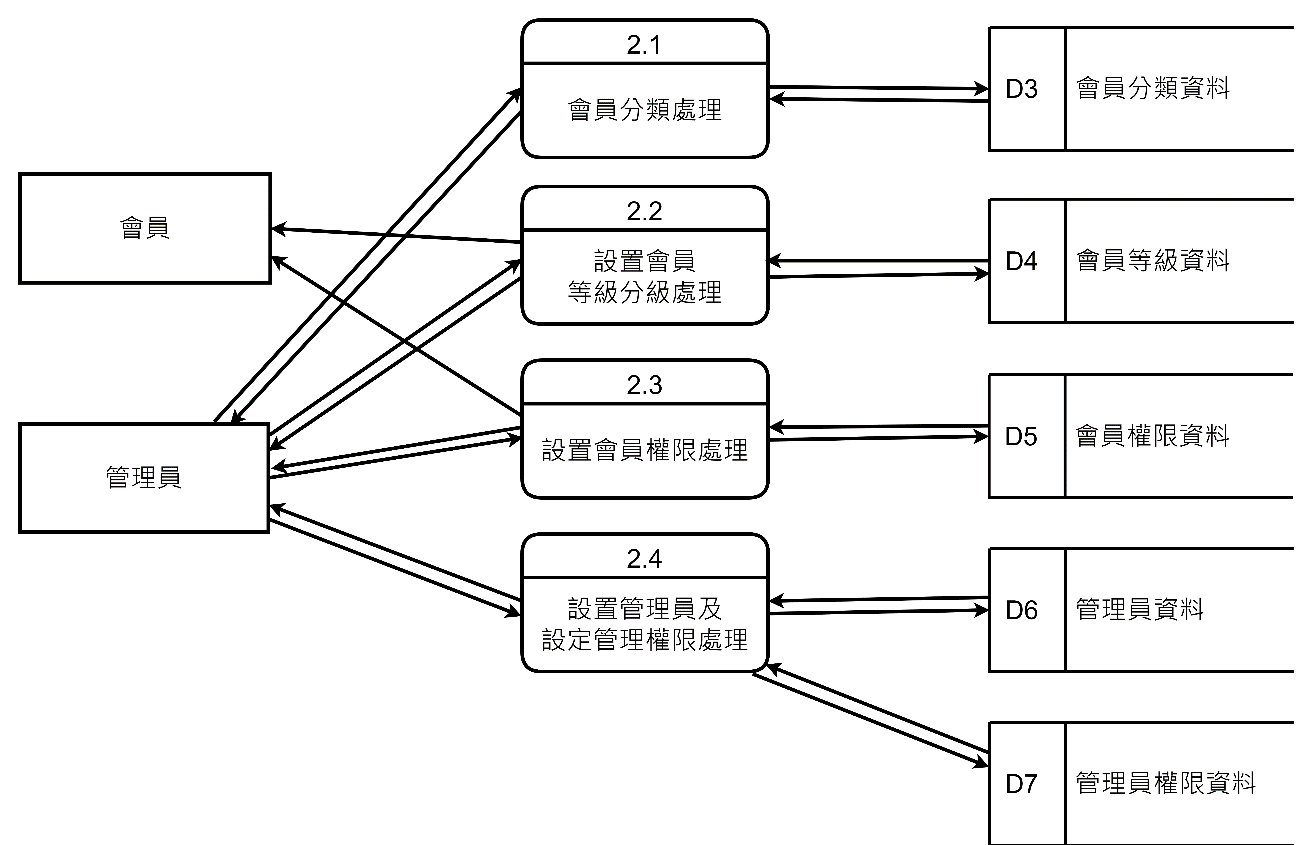 2.1
會員分類處理
D3
會員分類資料
會員
2.2
設置會員
等級分級處理
D4
會員等級資料
2.3
設置會員權限處理
D5
會員權限資料
管理員
2.4
設置管理員及
設定管理權限處理
D6
管理員資料
D7
管理員權限資料